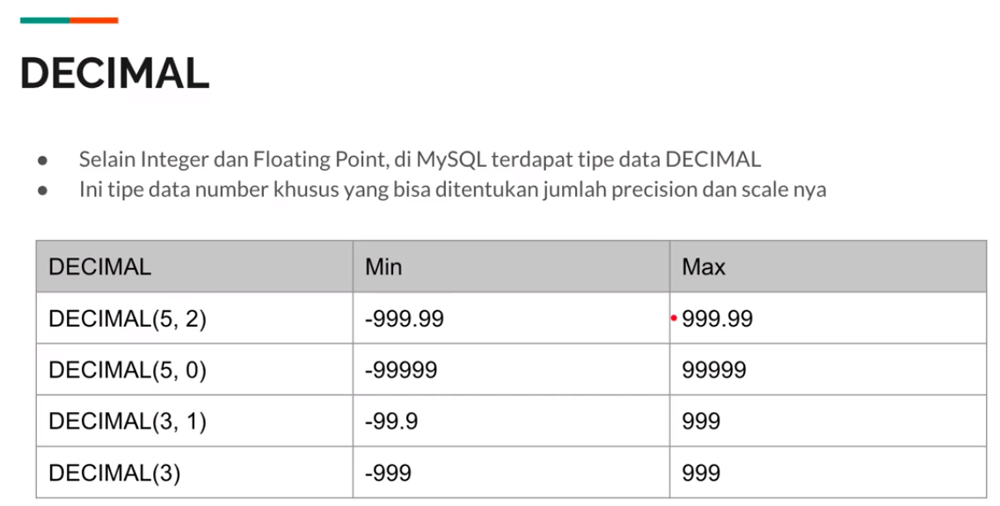 DECIMAL
● Selain Integer dan Floating Point, di MySQL terdapat tipe data DECIMAL
● Ini tipe data number khusus yang bisa ditentukan jumlah precision dan scale nya
DECIMAL Min Max
DECIMAL(5, 2) -999.99 999.99
DECIMAL(5, 0) -99999 99999
DECIMAL(3, 1) -99.9 999
DECIMAL(3) -999 999